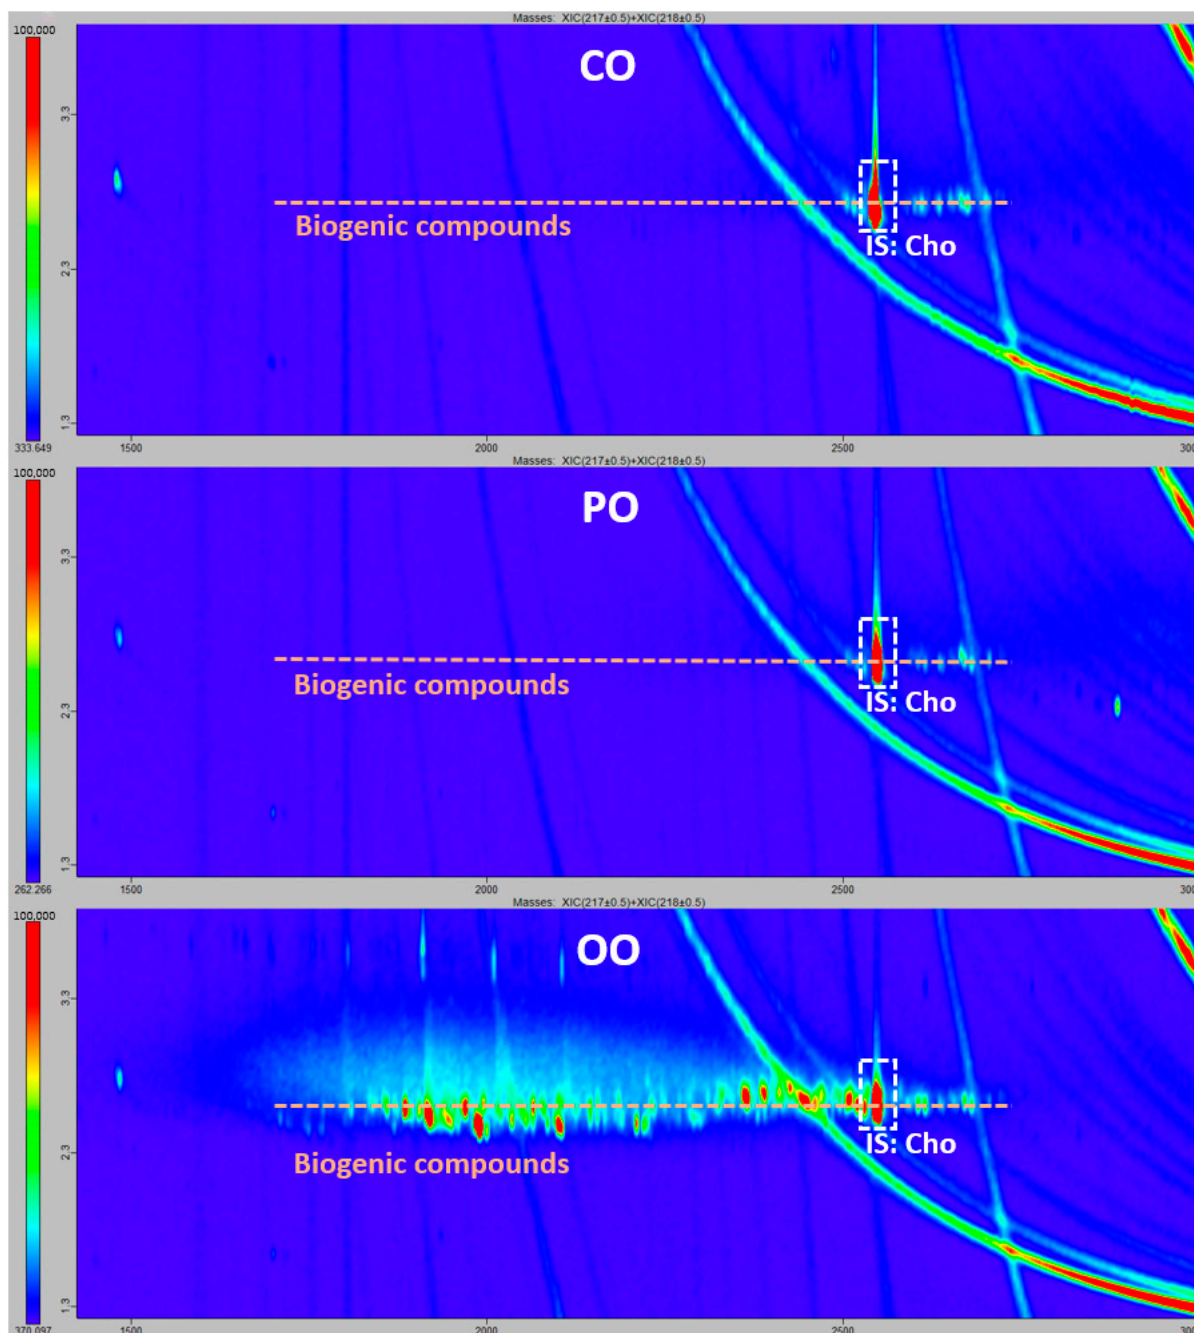 Masses: XIC(217±0.5)+XIC(218±0.5)
100,000
CO
3.3
Biogenic compounds
IS: Cho
2.3
1.3
333.649
1500
2000
2500
300
Masses: XIC(217±0.5)+XIC(218±0.5)
100,000
PO
3.3
Biogenic compounds
IS: Cho
2.3
1.3
262.266
1500
2000
2500
300
Masses: XIC(217±0.5)+XIC(218±0.5)
100,000
OO
3.3
IS: Cho
2.3
Biogenic compounds
1.3
370.097
1500
2000
2500
300